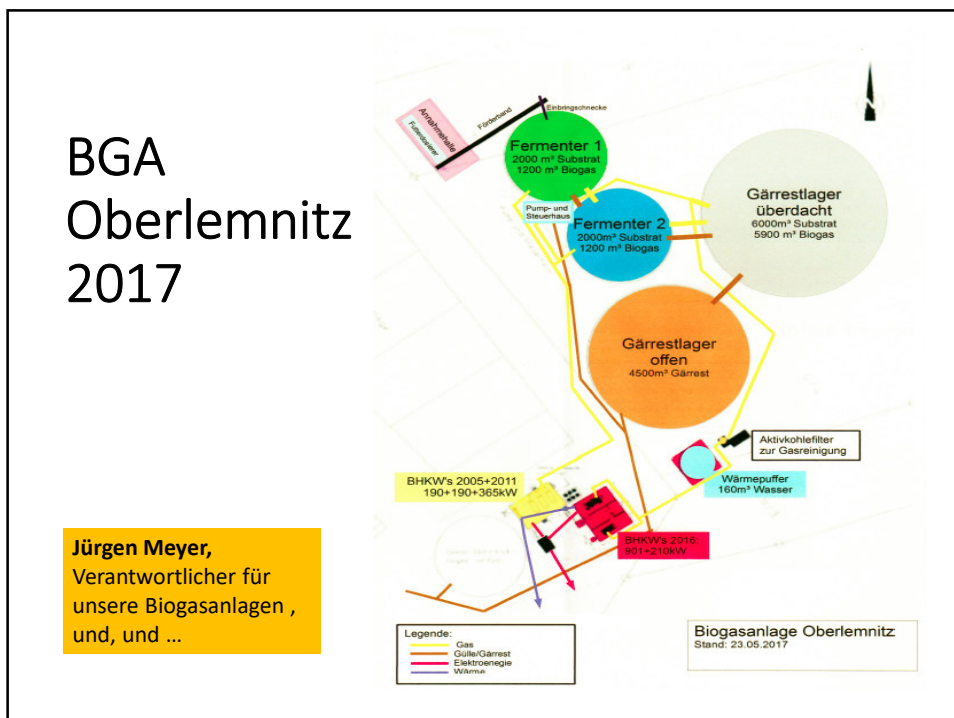 BGA
Oberlemnitz
2017
Jürgen Meyer,
Verantwortlicher für
unsere Biogasanlagen ,
und, und …
Annahmehalle
Futterdosierer
Förderband
Einbringschnecke
N
Fermenter 1
2000 m³ Substrat
1200 m³ Biogas
Pump- und
Steuerhaus
Fermenter 2
2000m³ Substrat
1200 m³ Biogas
Gärrestlager
überdacht
6000m³ Substrat
5900 m³ Biogas
Gärrestlager
offen
4500m³ Gärrest
Aktivkohlefilter
zur Gasreinigung
Wärmepuffer
160m³ Wasser
BHKW's 2005+2011
190+190+365kW
BHKW's 2016:
901+210kW
Legende:
Gas
Gülle/Gärrest
Elektroenegie
Wärme
Biogasanlage Oberlemnitz
Stand: 23.05.2017